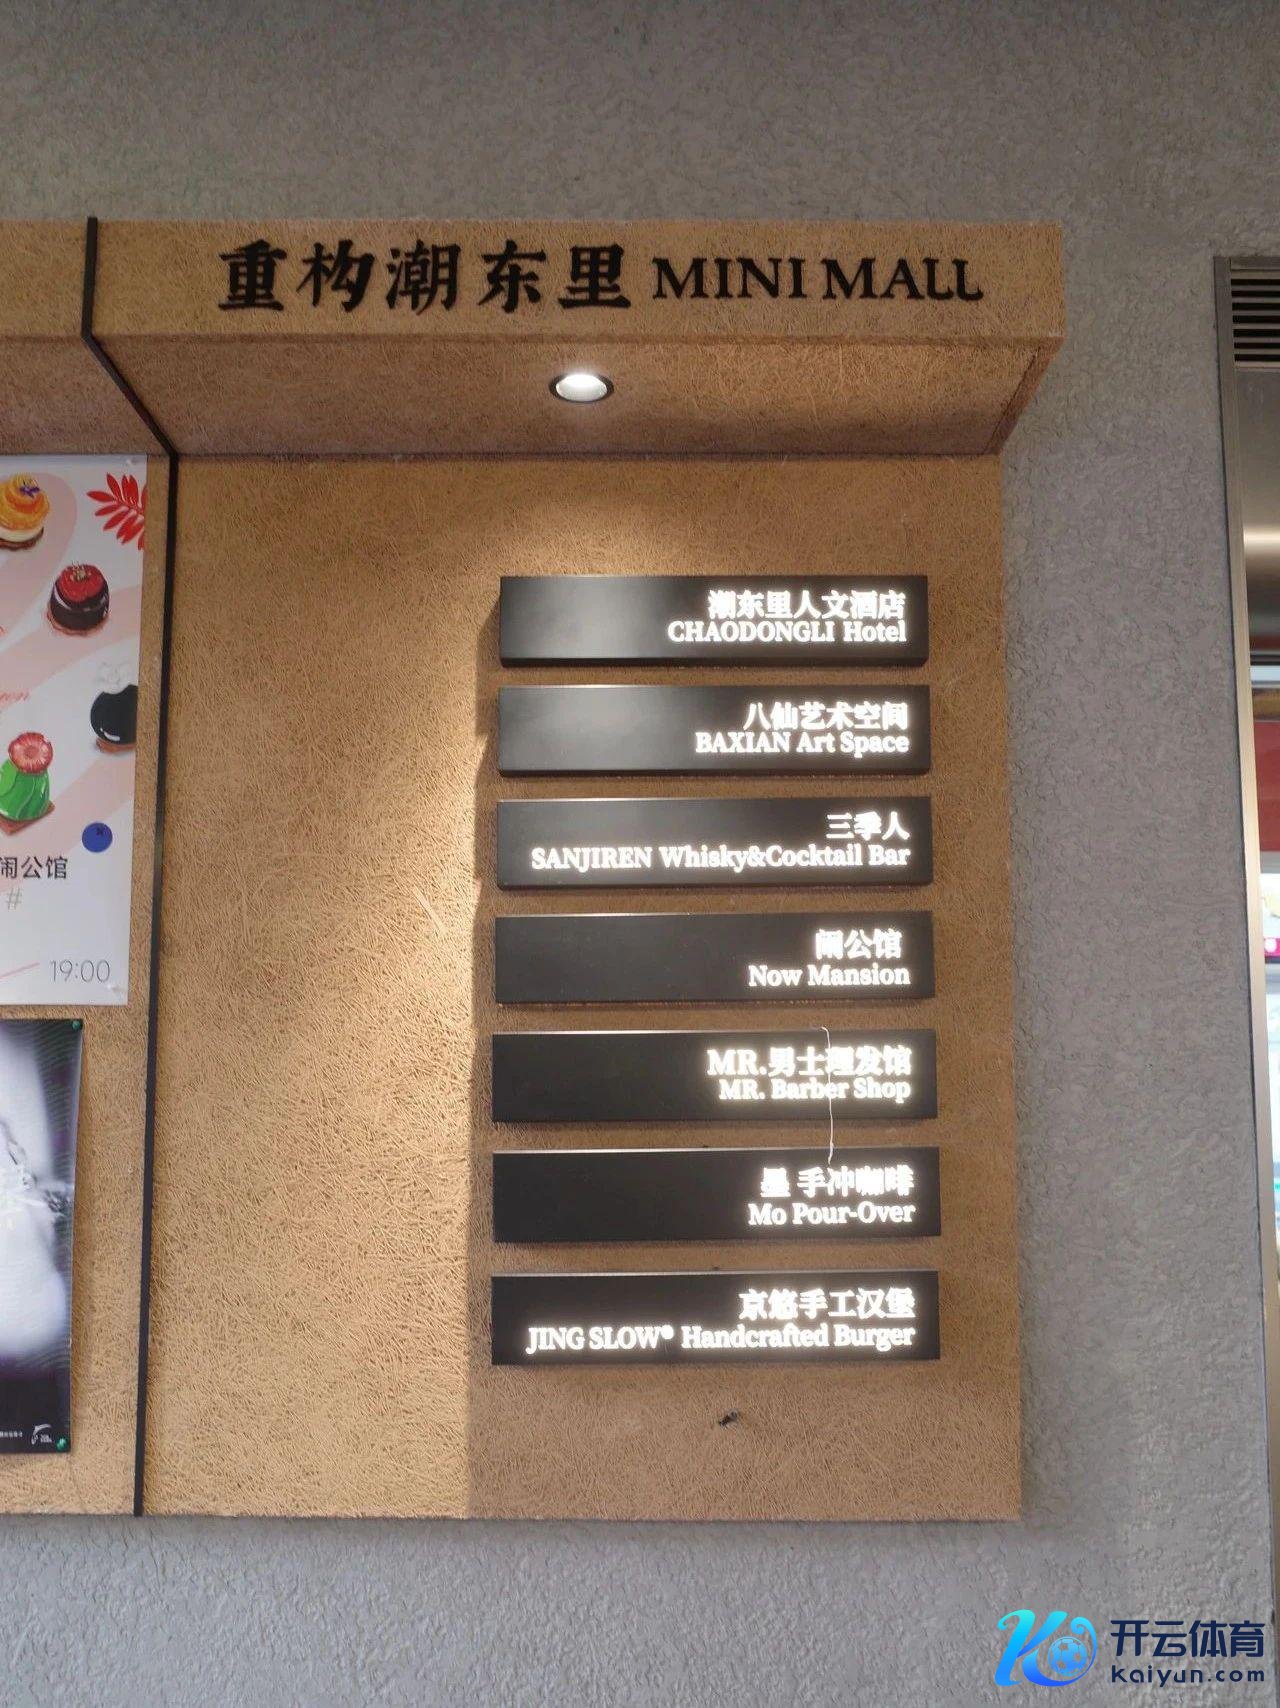 重构潮东里 MINI MALL
潮东里人文酒店
CHAODONGLI Hotel
八仙艺术空间
BAXIAN Art Space
三季人
SANJIREN Whisky&Cocktail Bar
闹公馆
Now Mansion
MR.男士理发馆
MR. Barber Shop
手冲咖啡
Mo Pour-Over
京悠手工汉堡
JING SLOW® Handcrafted Burger
闹公馆
#
19:00
开云体育
kaiyun.com